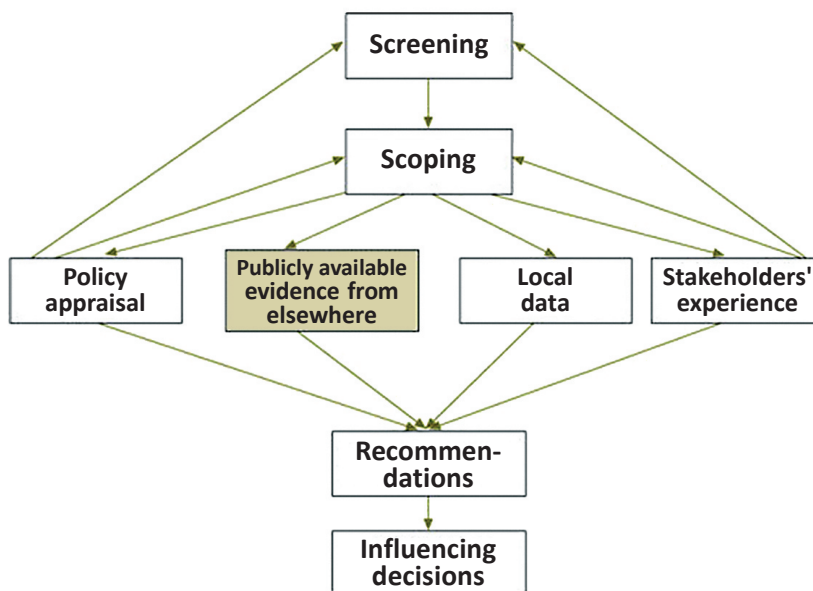 Screening
Scoping
Policy
appraisal
Publicly available
evidence from
elsewhere
Local
data
Stakeholders'
experience
Recommen-
dations
Influencing
decisions